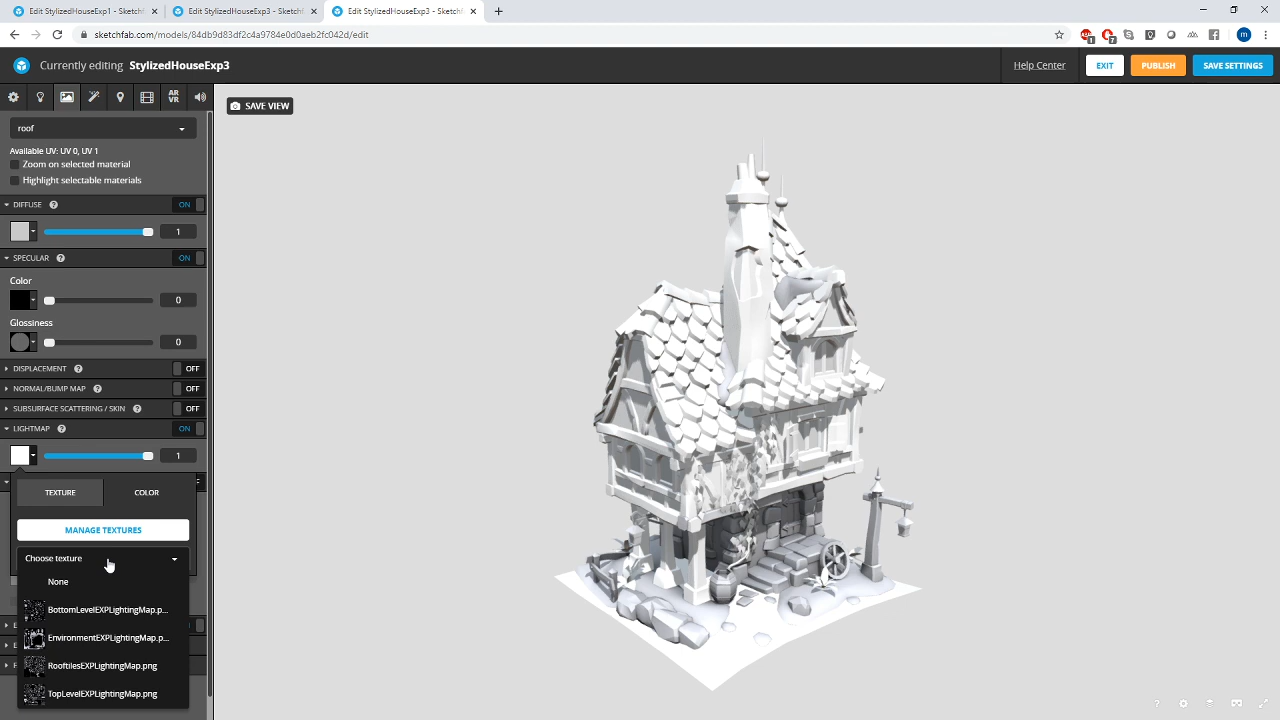 Edit StylizedHouseExp1 - Sketchf
Edit StylizedHouseExp3 - Sketchf
Edit StylizedHouseExp3 - Sketchf
sketchfab.com/models/84db9d83df2c4a9784e0d0aeb2fc042d/edit
Currently editing StylizedHouseExp3
Help Center
EXIT
PUBLISH
SAVE SETTINGS
AR
VR
SAVE VIEW
roof
Available UV: UV 0, UV 1
Zoom on selected material
Highlight selectable materials
DIFFUSE ? ON
1
SPECULAR ? ON
Color
0
Glossiness
0
DISPLACEMENT ? OFF
NORMAL/BUMP MAP ? OFF
SUBSURFACE SCATTERING / SKIN ? OFF
LIGHTMAP ? ON
1
TEXTURE
COLOR
MANAGE TEXTURES
Choose texture
None
BottomLevelEXPLightingMap.p...
EnvironmentEXPLightingMap.p...
RooftilesEXPLightingMap.png
TopLevelEXPLightingMap.png